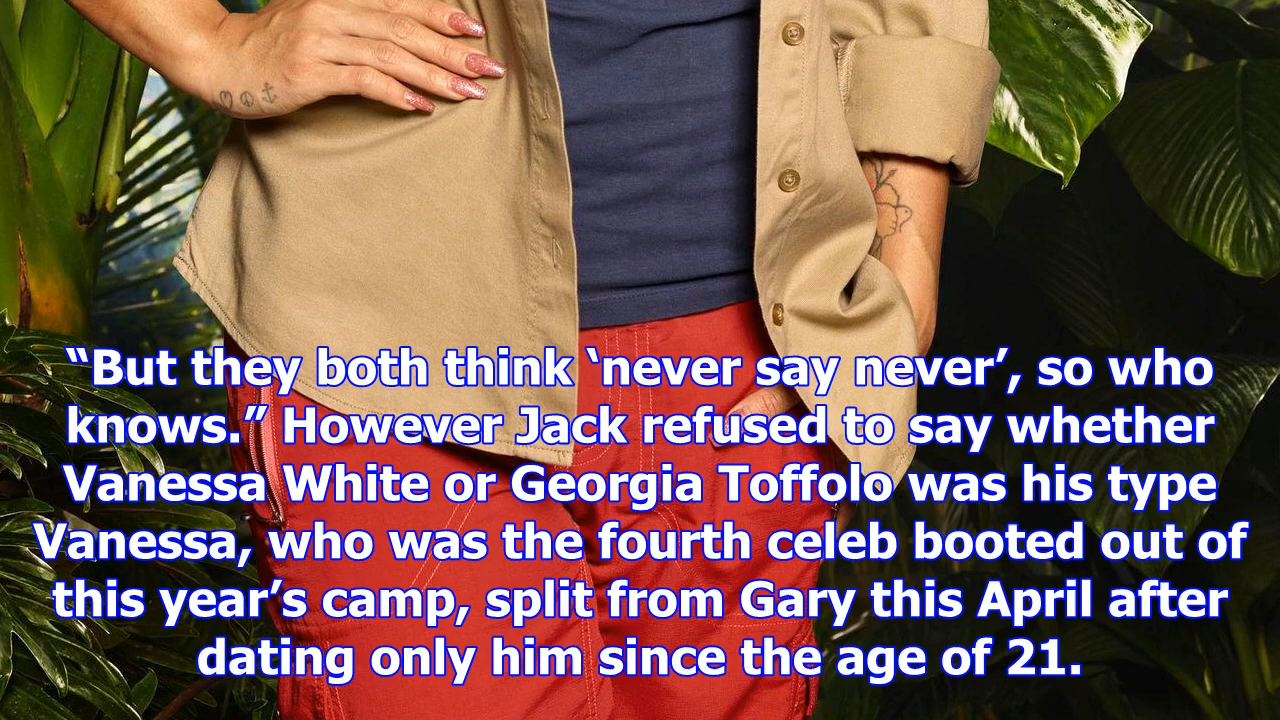 “But they both think ‘never say never’, so who
knows.” However Jack refused to say whether
Vanessa White or Georgia Toffolo was his type
Vanessa, who was the fourth celeb booted out of
this year’s camp, split from Gary this April after
dating only him since the age of 21.